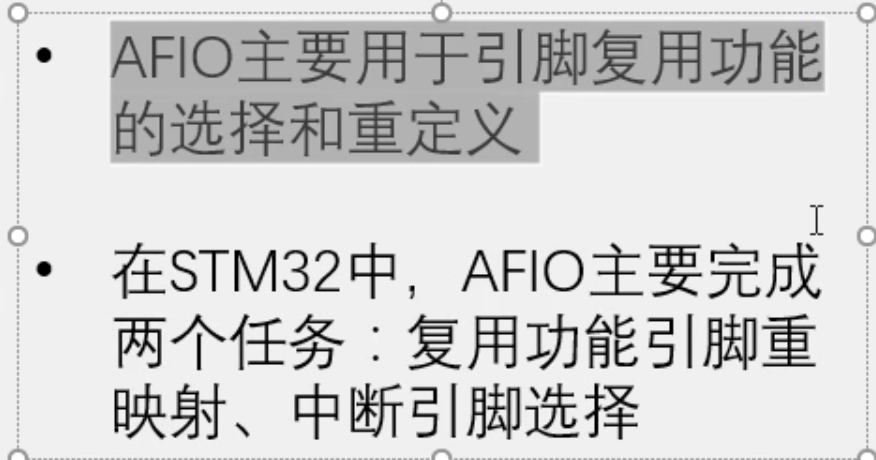 • AFIO主要用于引脚复用功能
的选择和重定义
• 在STM32中，AFIO主要完成
两个任务：复用功能引脚重
映射、中断引脚选择